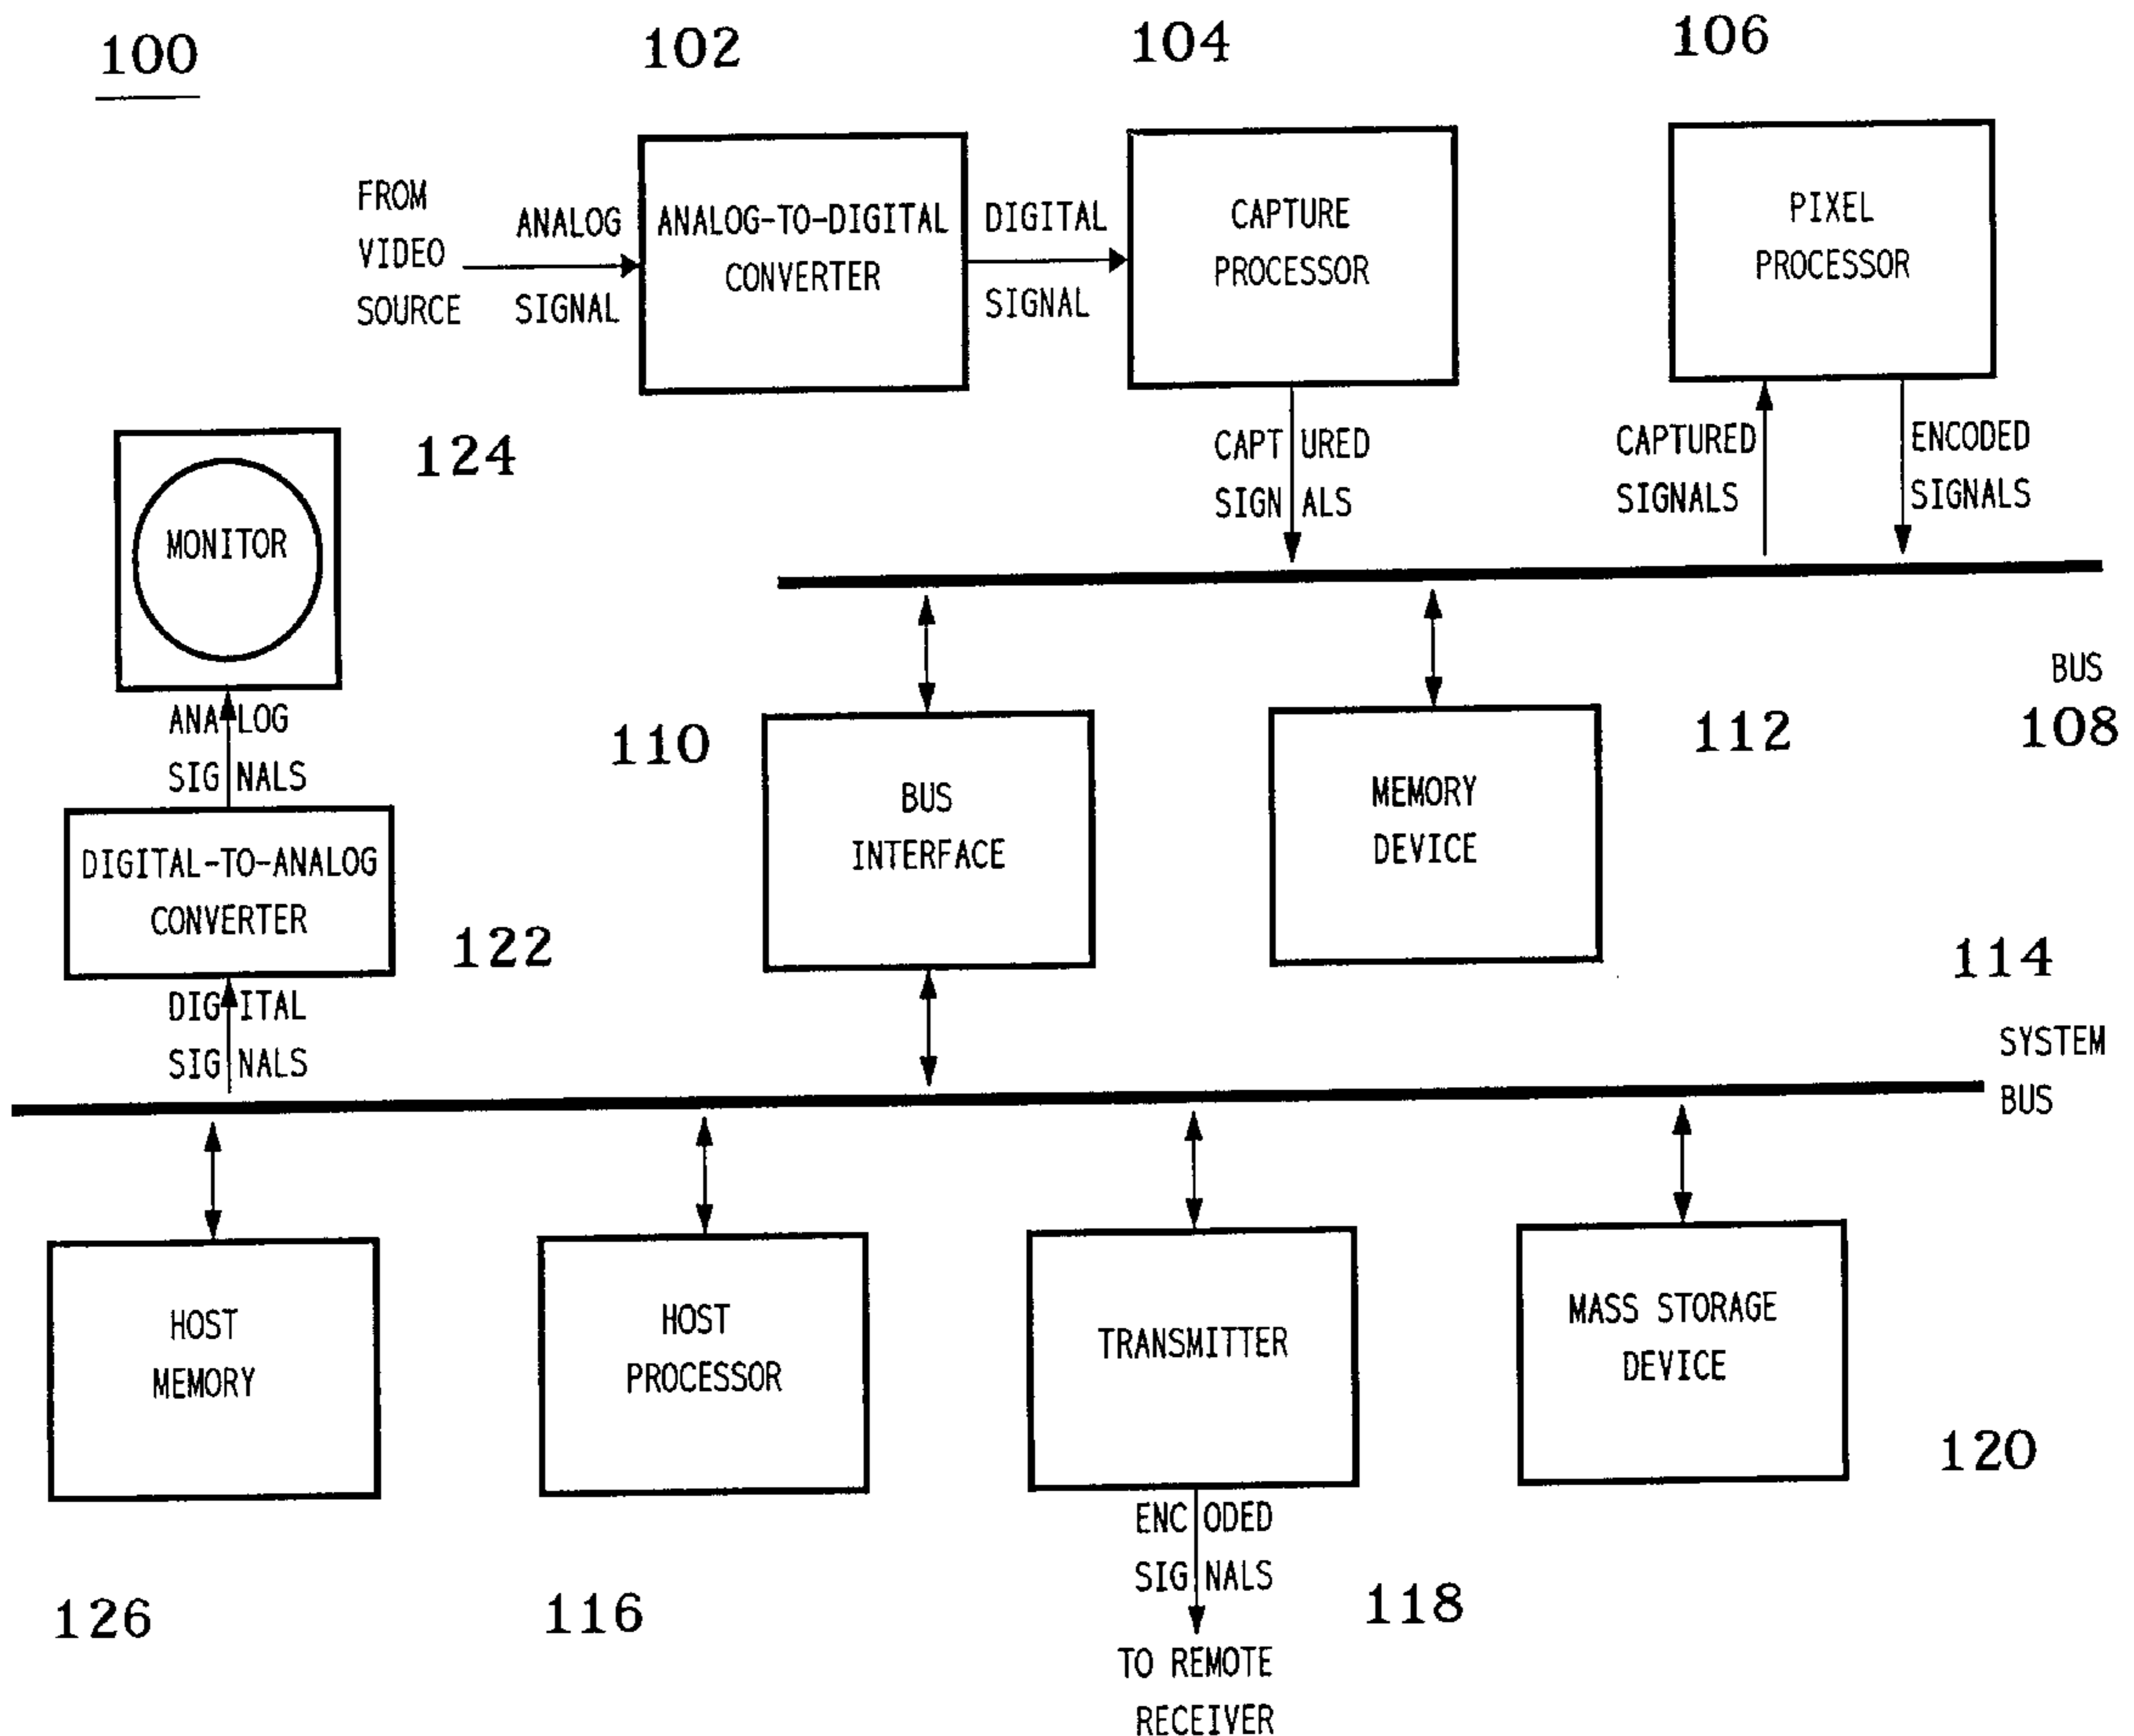 100
102
104
106
FROM
VIDEO
SOURCE
ANALOG
SIGNAL
ANALOG-TO-DIGITAL
CONVERTER
DIGITAL
SIGNAL
CAPTURE
PROCESSOR
PIXEL
PROCESSOR
CAPTURED
SIGNALS
CAPTURED
SIGNALS
ENCODED
SIGNALS
124
MONITOR
ANALOG
SIGNALS
110
BUS
INTERFACE
MEMORY
DEVICE
112
BUS
108
DIGITAL-TO-ANALOG
CONVERTER
122
DIGITAL
SIGNALS
114
SYSTEM
BUS
HOST
MEMORY
HOST
PROCESSOR
TRANSMITTER
MASS STORAGE
DEVICE
120
126
116
ENCODED
SIGNALS
118
TO REMOTE
RECEIVER